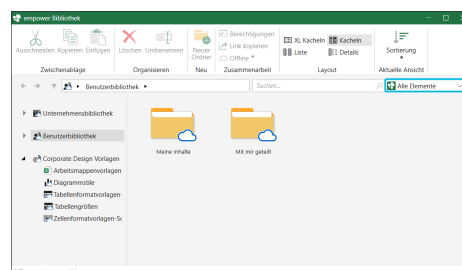 empower Bibliothek
Ausschneiden Kopieren Einfügen
Löschen Umbenennen
Neuer Ordner
Berechtigungen
Link kopieren
Offline
XL Kacheln
Kacheln
Liste
Details
Sortierung
Zwischenablage
Organisieren
Neu
Zusammenarbeit
Layout
Aktuelle Ansicht
Benutzerbibliothek
Suchen...
Alle Elemente
Unternehmensbibliothek
Benutzerbibliothek
Corporate Design Vorlagen
Arbeitsmappenvorlagen
Diagrammstile
Tabellenformatvorlagen-
Tabellengrößen
Zellenformatvorlagen-Se
Meine Inhalte
Mit mir geteilt